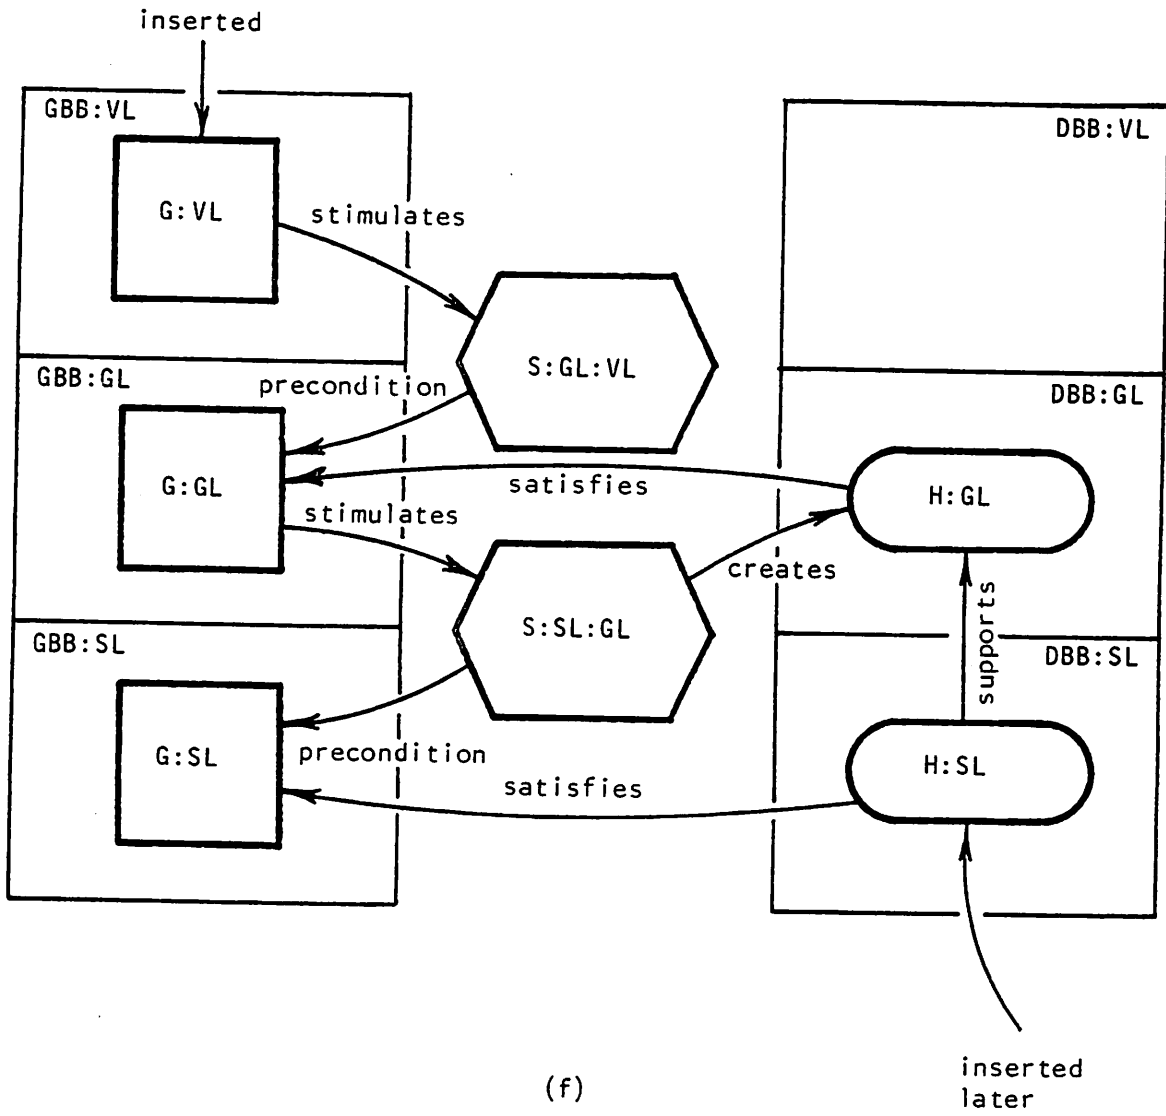 inserted
GBB:VL
DBB:VL
G:VL
stimulates
S:GL:VL
GBB:GL
precondition
DBB:GL
G:GL
satisfies
H:GL
stimulates
creates
supports
S:SL:GL
GBB:SL
DBB:SL
G:SL
precondition
H:SL
satisfies
inserted
later
(f)